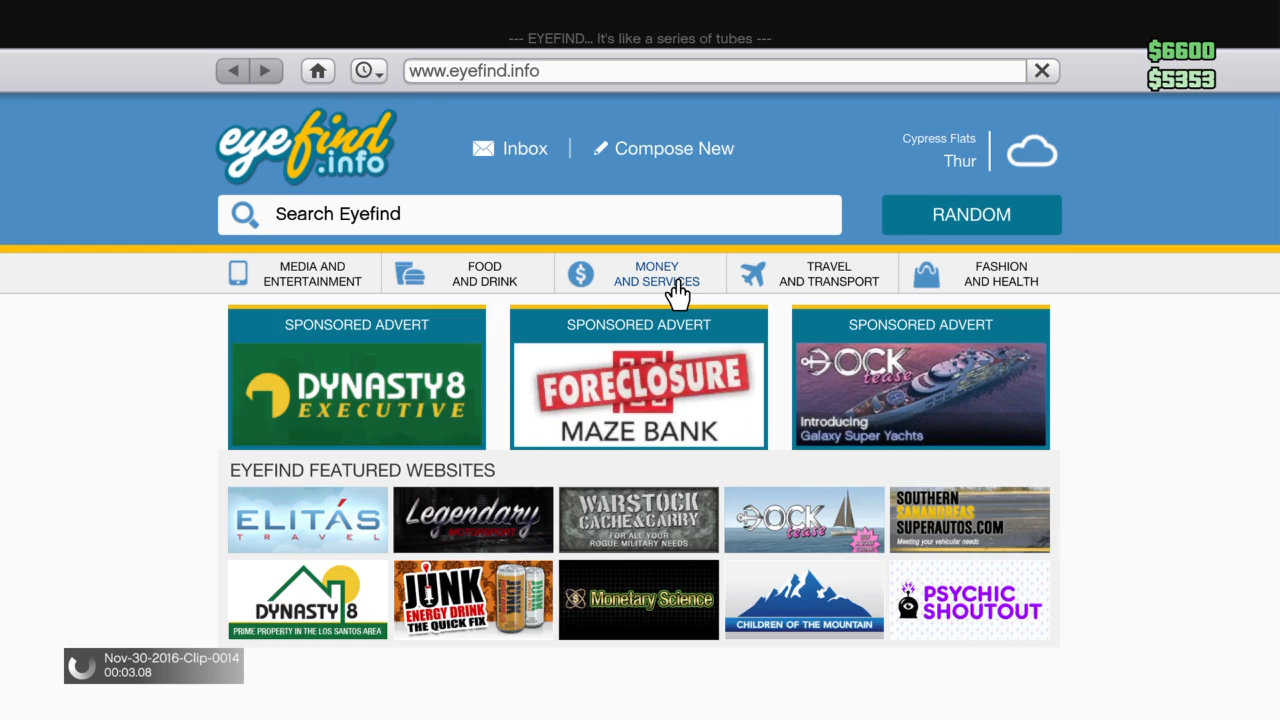 --- EYEFIND... It's like a series of tubes ---
$6600
$5353
www.eyefind.info
eyefind
.info
Inbox
Compose New
Cypress Flats
Thur
Search Eyefind
RANDOM
MEDIA AND
ENTERTAINMENT
FOOD
AND DRINK
MONEY
AND SERVICES
TRAVEL
AND TRANSPORT
FASHION
AND HEALTH
SPONSORED ADVERT
DYNASTY 8
EXECUTIVE
SPONSORED ADVERT
FORECLOSURE
MAZE BANK
SPONSORED ADVERT
DOCK
tease
Introducing
Galaxy Super Yachts
EYEFIND FEATURED WEBSITES
ELITÁS
TRAVEL
Legendary
MOTORSPORT
WARSTOCK
CACHE & CARRY
FOR ALL YOUR
ROGUE MILITARY NEEDS
DOCK
tease
SOUTHERN
SANANDREAS
SUPERAUTOS.COM
Meeting your vehicular needs
DYNASTY 8
PRIME PROPERTY IN THE LOS SANTOS AREA
JUNK
ENERGY DRINK
THE QUICK FIX
Monetary Science
CHILDREN OF THE MOUNTAIN
PSYCHIC
SHOUTOUT
Nov-30-2016-Clip-0014
00:03.08